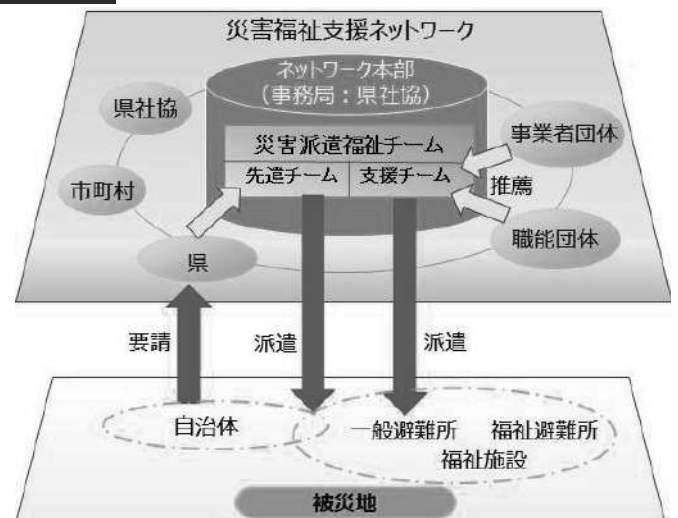 災害福祉支援ネットワーク
ネットワーク本部
（事務局：県社協）
県社協
事業者団体
災害派遣福祉チーム
先遣チーム
支援チーム
推薦
市町村
職能団体
県
要請
派遣
派遣
自治体
一般避難所
福祉避難所
福祉施設
被災地